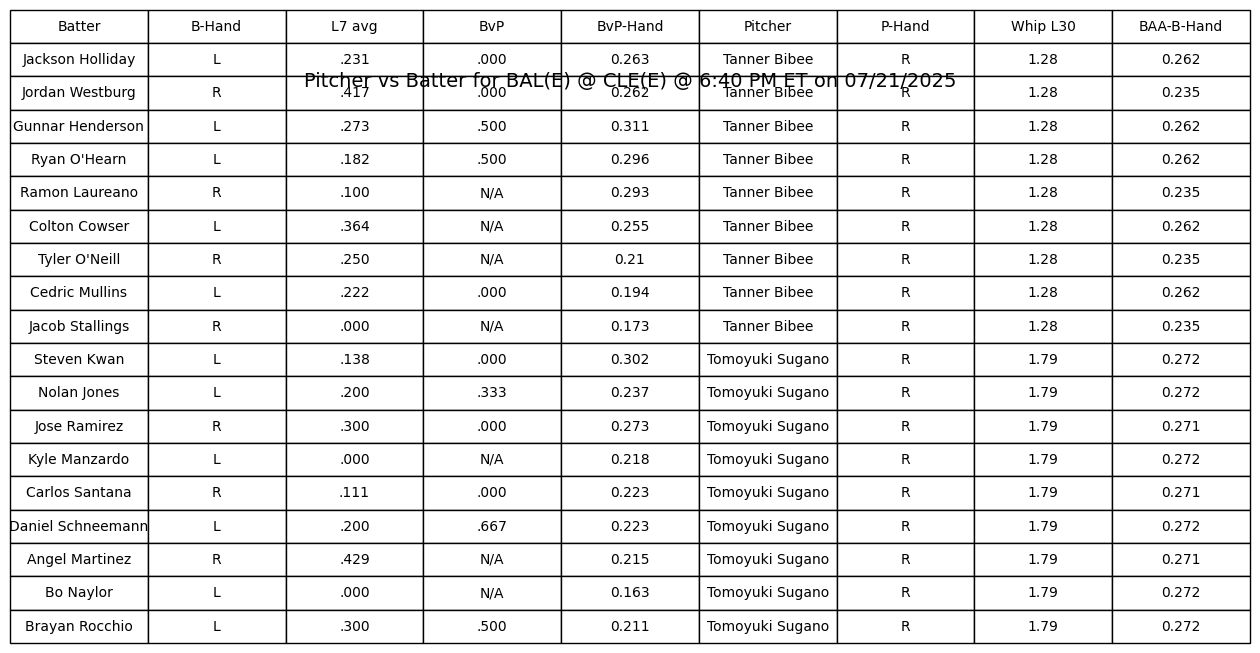 Batter B-Hand L7 avg BvP BvP-Hand Pitcher P-Hand Whip L30 BAA-B-Hand
Jackson Holliday L .231 .000 0.263 Tanner Bibee R 1.28 0.262
Pitcher vs Batter for BAL(E) @ CLE(E) @ 6:40 PM ET on 07/21/2025
Jordan Westburg R .417 .000 0.262 Tanner Bibee R 1.28 0.235
Gunnar Henderson L .273 .500 0.311 Tanner Bibee R 1.28 0.262
Ryan O'Hearn L .182 .500 0.296 Tanner Bibee R 1.28 0.262
Ramon Laureano R .100 N/A 0.293 Tanner Bibee R 1.28 0.235
Colton Cowser L .364 N/A 0.255 Tanner Bibee R 1.28 0.262
Tyler O'Neill R .250 N/A 0.21 Tanner Bibee R 1.28 0.235
Cedric Mullins L .222 .000 0.194 Tanner Bibee R 1.28 0.262
Jacob Stallings R .000 N/A 0.173 Tanner Bibee R 1.28 0.235
Steven Kwan L .138 .000 0.302 Tomoyuki Sugano R 1.79 0.272
Nolan Jones L .200 .333 0.237 Tomoyuki Sugano R 1.79 0.272
Jose Ramirez R .300 .000 0.273 Tomoyuki Sugano R 1.79 0.271
Kyle Manzardo L .000 N/A 0.218 Tomoyuki Sugano R 1.79 0.272
Carlos Santana R .111 .000 0.223 Tomoyuki Sugano R 1.79 0.271
Daniel Schneemann L .200 .667 0.223 Tomoyuki Sugano R 1.79 0.272
Angel Martinez R .429 N/A 0.215 Tomoyuki Sugano R 1.79 0.271
Bo Naylor L .000 N/A 0.163 Tomoyuki Sugano R 1.79 0.272
Brayan Rocchio L .300 .500 0.211 Tomoyuki Sugano R 1.79 0.272